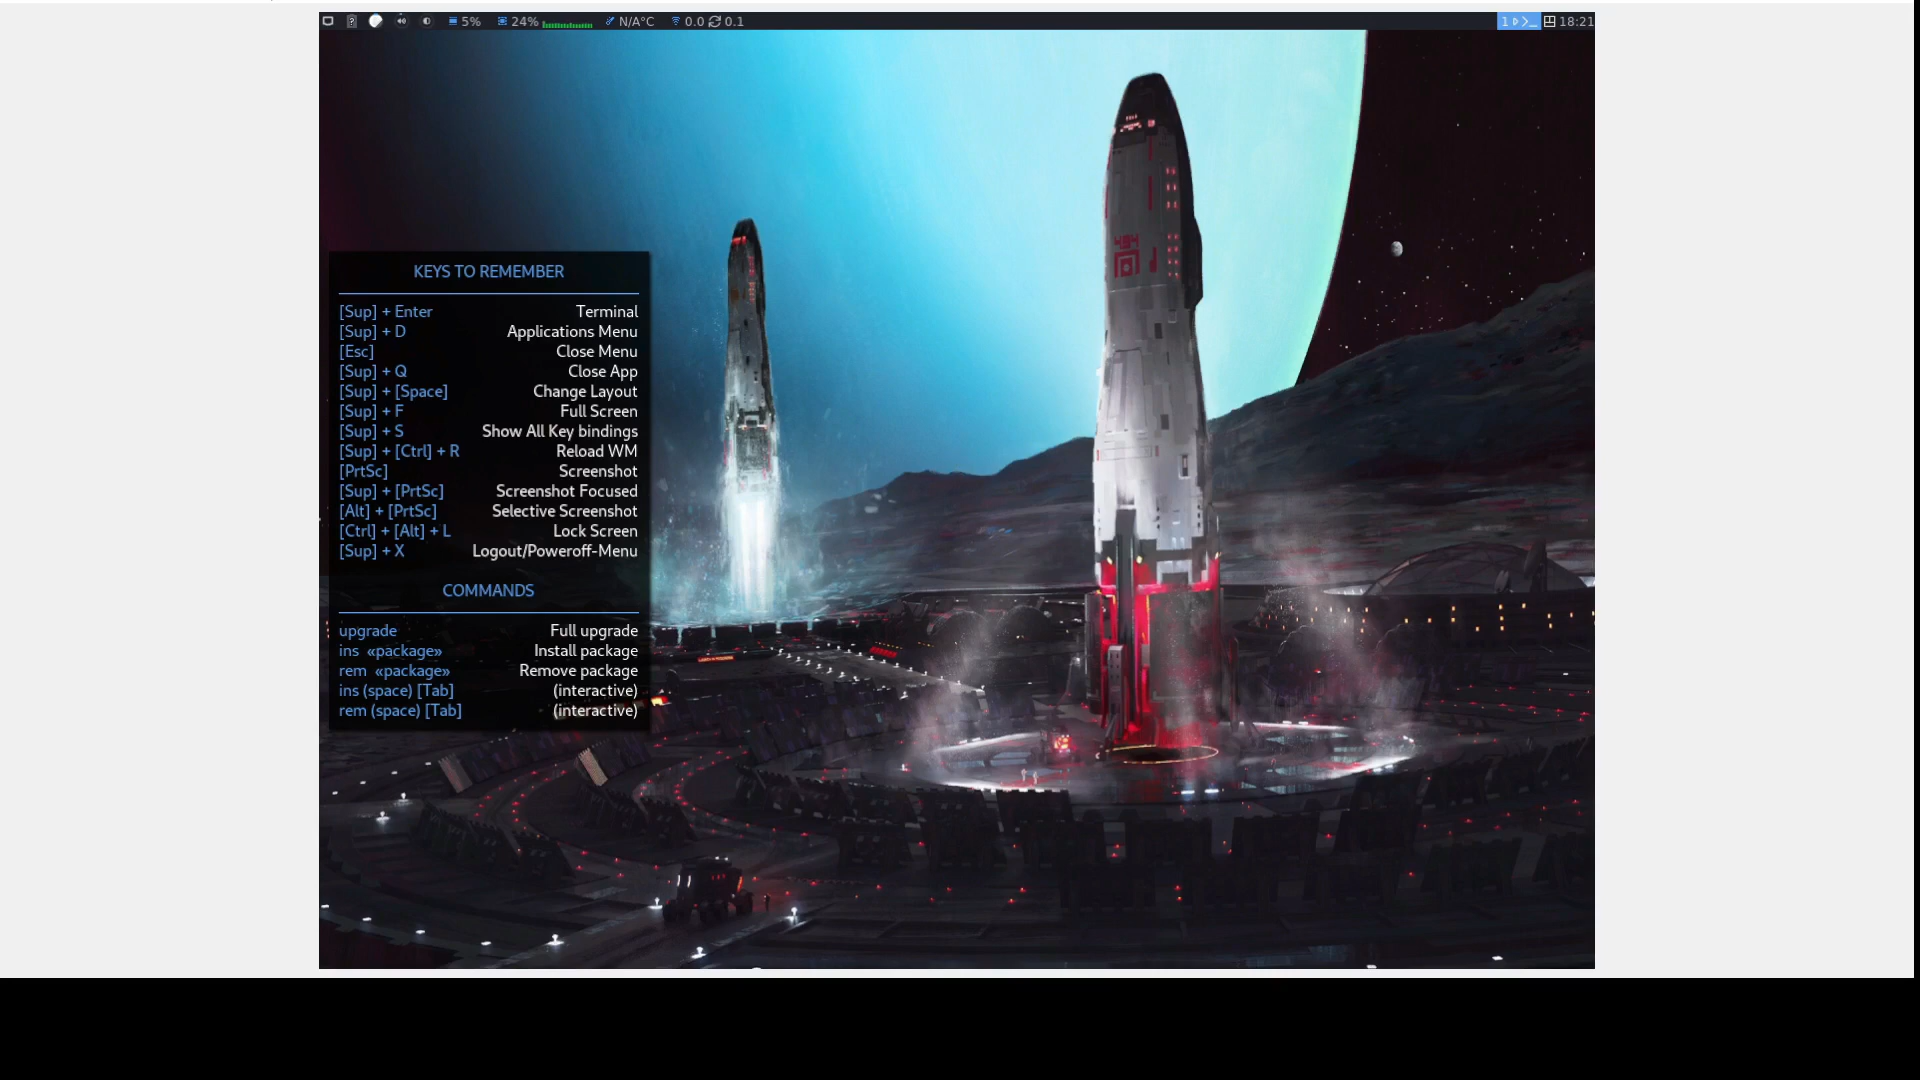 5% 24% N/A°C 0.0 0.1 1 18:21
KEYS TO REMEMBER
[Sup] + Enter Terminal
[Sup] + D Applications Menu
[Esc] Close Menu
[Sup] + Q Close App
[Sup] + [Space] Change Layout
[Sup] + F Full Screen
[Sup] + S Show All Key bindings
[Sup] + [Ctrl] + R Reload WM
[PrtSc] Screenshot
[Sup] + [PrtSc] Screenshot Focused
[Alt] + [PrtSc] Selective Screenshot
[Ctrl] + [Alt] + L Lock Screen
[Sup] + X Logout/Poweroff-Menu
COMMANDS
upgrade Full upgrade
ins «package» Install package
rem «package» Remove package
ins (space) [Tab] (interactive)
rem (space) [Tab] (interactive)